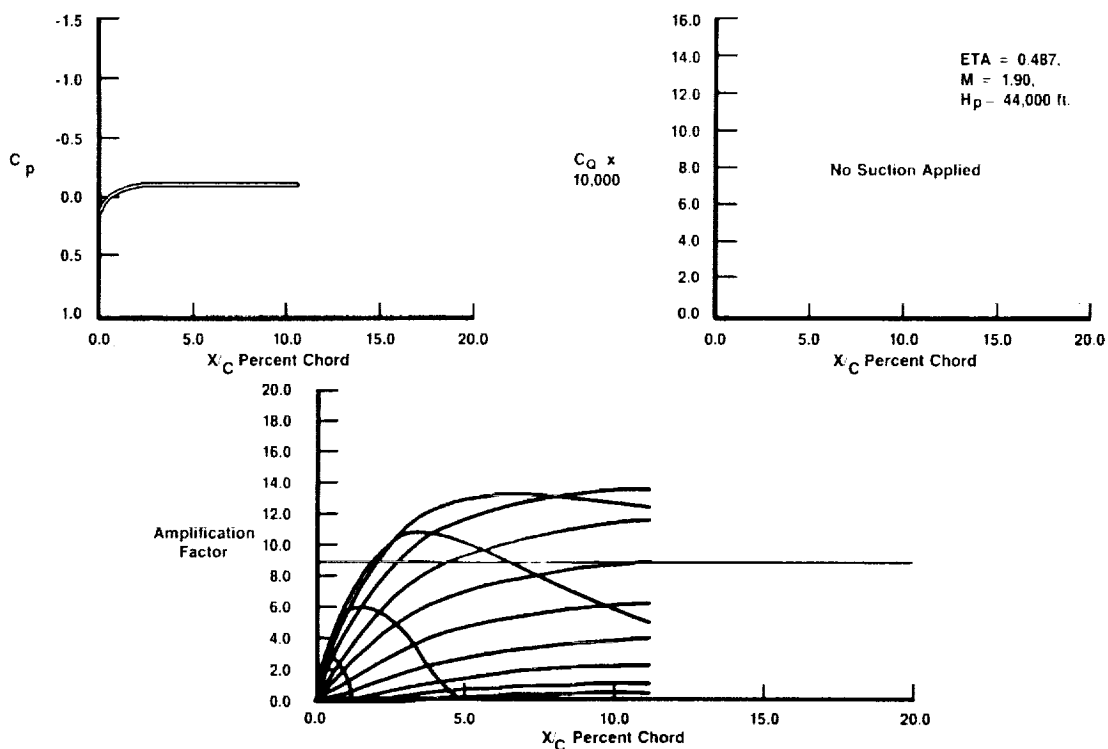 -1.5
-1.0
-0.5
C p
0.0
0.5
1.0
0.0 5.0 10.0 15.0 20.0
X/C Percent Chord
16.0
14.0
12.0
10.0
C Q x
10,000
8.0
6.0
4.0
2.0
0.0
ETA = 0.487,
M = 1.90,
Hp = 44,000 ft.
No Suction Applied
0.0 5.0 10.0 15.0 20.0
X/C Percent Chord
20.0
18.0
16.0
14.0
12.0
Amplification
Factor
10.0
8.0
6.0
4.0
2.0
0.0
0.0 5.0 10.0 15.0 20.0
X/C Percent Chord